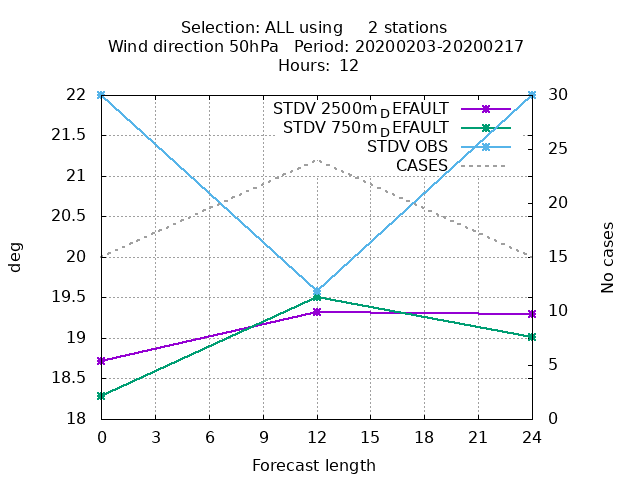 Selection: ALL using     2 stations
Wind direction 50hPa   Period: 20200203-20200217
Hours:  12
STDV 2500m_DEFAULT
STDV 750m_DEFAULT
STDV OBS
CASES
22
21.5
21
20.5
20
19.5
19
18.5
18
deg
30
25
20
15
10
5
0
No cases
0 3 6 9 12 15 18 21 24
Forecast length